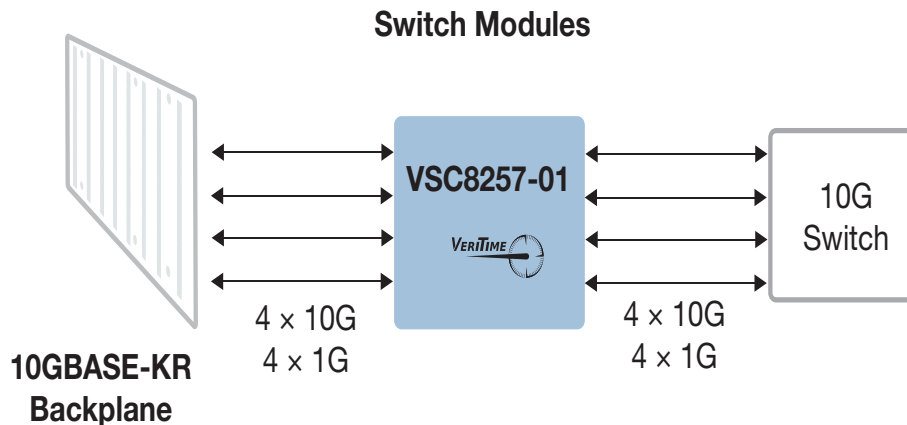 Switch Modules
VSC8257-01
VERITIME
10G
Switch
4 × 10G
4 × 1G
4 × 10G
4 × 1G
10GBASE-KR
Backplane